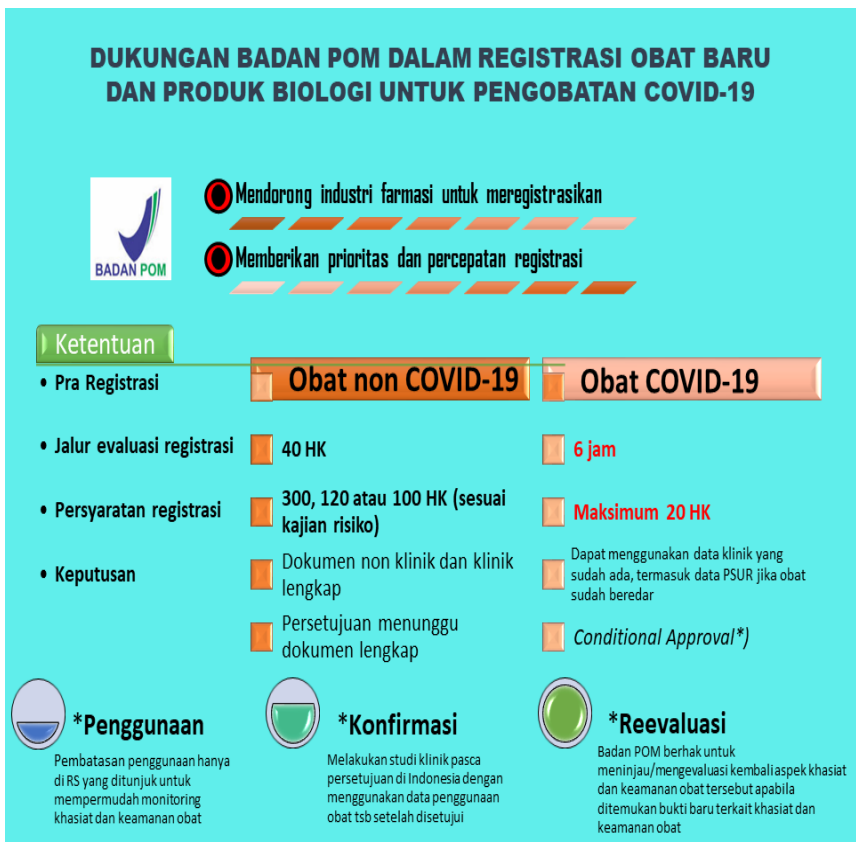 DUKUNGAN BADAN POM DALAM REGISTRASI OBAT BARU
DAN PRODUK BIOLOGI UNTUK PENGOBATAN COVID-19
BADAN POM
Mendorong industri farmasi untuk meregistrasikan
Memberikan prioritas dan percepatan registrasi
Ketentuan
• Pra Registrasi
Obat non COVID-19
Obat COVID-19
• Jalur evaluasi registrasi
40 HK
6 jam
• Persyaratan registrasi
300, 120 atau 100 HK (sesuai
kajian risiko)
Maksimum 20 HK
• Keputusan
Dokumen non klinik dan klinik
lengkap
Dapat menggunakan data klinik yang
sudah ada, termasuk data PSUR jika obat
sudah beredar
Persetujuan menunggu
dokumen lengkap
Conditional Approval*)
*Penggunaan
Pembatasan penggunaan hanya
di RS yang ditunjuk untuk
mempermudah monitoring
khasiat dan keamanan obat
*Konfirmasi
Melakukan studi klinik pasca
persetujuan di Indonesia dengan
menggunakan data penggunaan
obat tsb setelah disetujui
*Reevaluasi
Badan POM berhak untuk
meninjau/mengevaluasi kembali aspek khasiat
dan keamanan obat tersebut apabila
ditemukan bukti baru terkait khasiat dan
keamanan obat